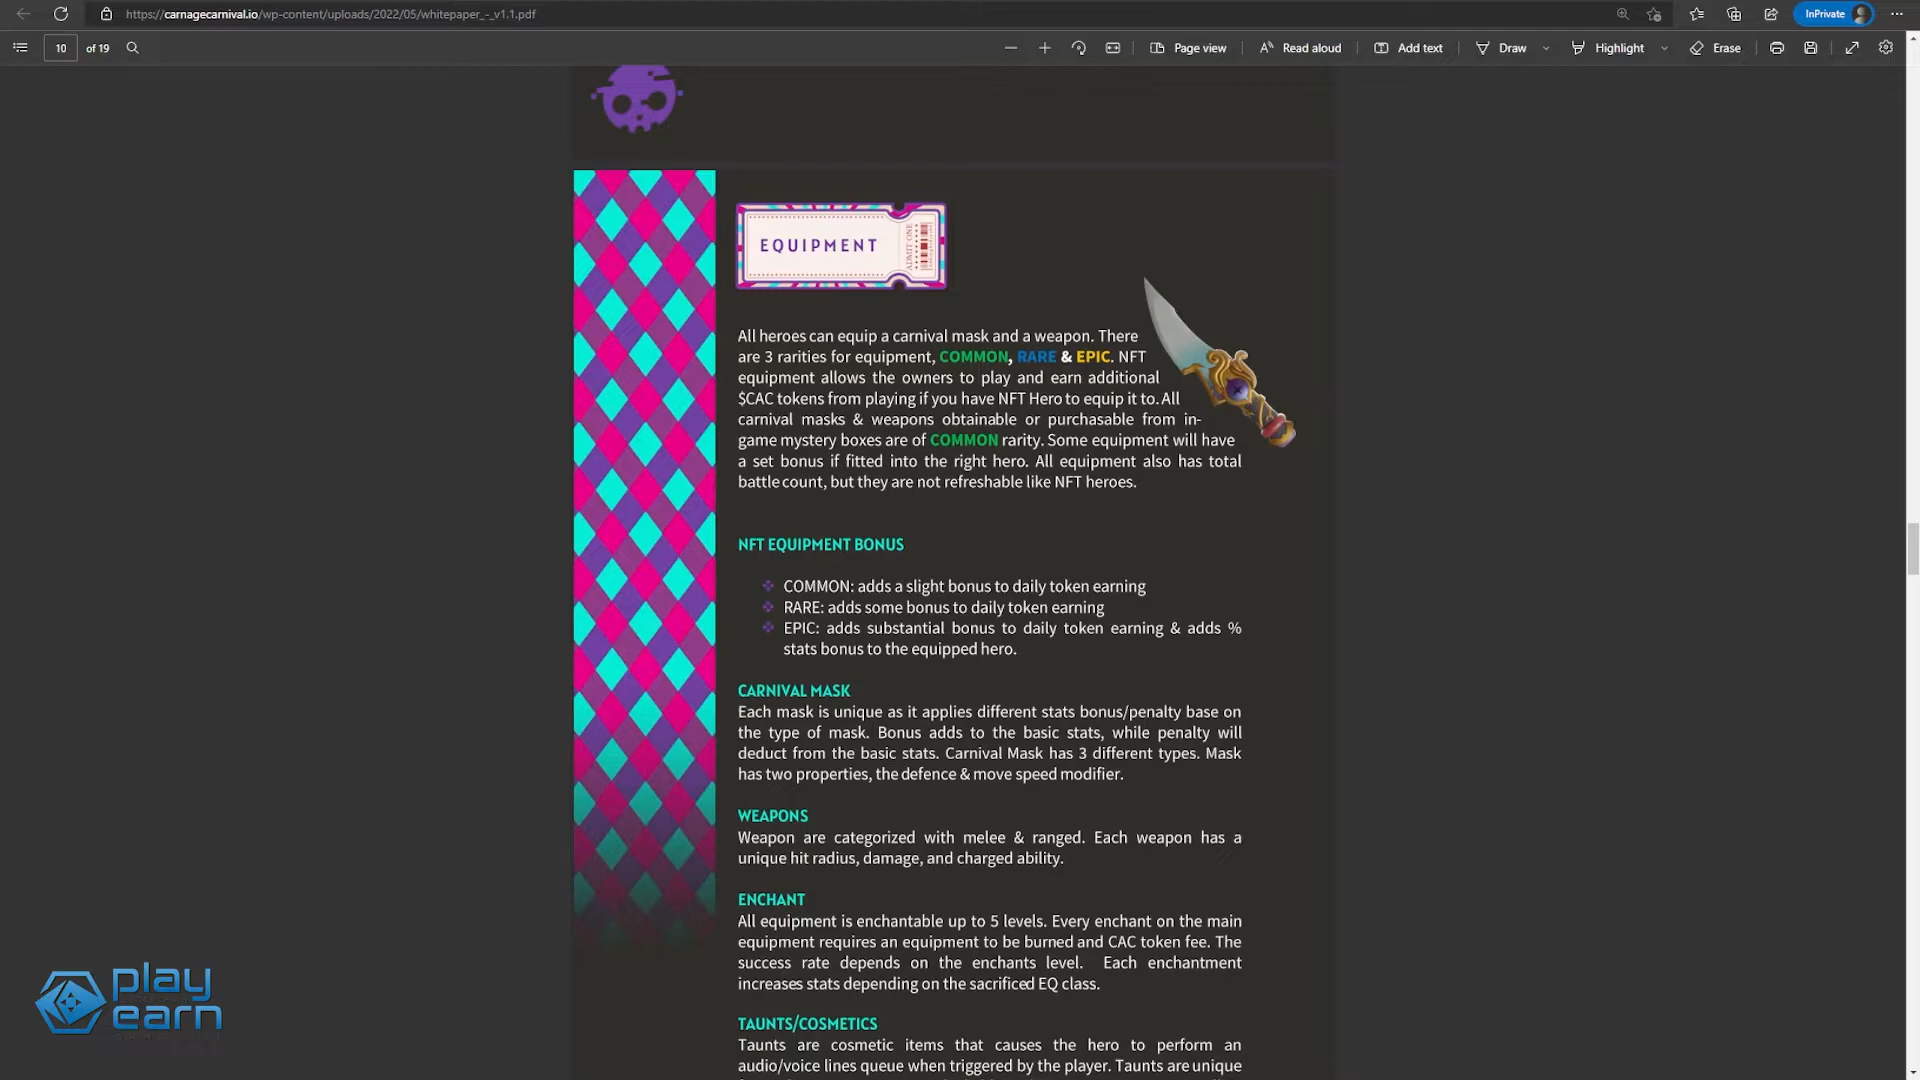 https://carnagecarnival.io/wp-content/uploads/2022/05/whitepaper_-_v1.1.pdf
InPrivate
10 of 19
Page view
Read aloud
Add text
Draw
Highlight
Erase
EQUIPMENT
ADMIT ONE
All heroes can equip a carnival mask and a weapon. There
are 3 rarities for equipment, COMMON, RARE & EPIC. NFT
equipment allows the owners to play and earn additional
$CAC tokens from playing if you have NFT Hero to equip it to. All
carnival masks & weapons obtainable or purchasable from in-
game mystery boxes are of COMMON rarity. Some equipment will have
a set bonus if fitted into the right hero. All equipment also has total
battle count, but they are not refreshable like NFT heroes.
NFT EQUIPMENT BONUS
❖ COMMON: adds a slight bonus to daily token earning
❖ RARE: adds some bonus to daily token earning
❖ EPIC: adds substantial bonus to daily token earning & adds %
stats bonus to the equipped hero.
CARNIVAL MASK
Each mask is unique as it applies different stats bonus/penalty base on
the type of mask. Bonus adds to the basic stats, while penalty will
deduct from the basic stats. Carnival Mask has 3 different types. Mask
has two properties, the defence & move speed modifier.
WEAPONS
Weapon are categorized with melee & ranged. Each weapon has a
unique hit radius, damage, and charged ability.
ENCHANT
All equipment is enchantable up to 5 levels. Every enchant on the main
equipment requires an equipment to be burned and CAC token fee. The
success rate depends on the enchants level. Each enchantment
increases stats depending on the sacrificed EQ class.
TAUNTS/COSMETICS
Taunts are cosmetic items that causes the hero to perform an
audio/voice lines queue when triggered by the player. Taunts are unique
play
earn